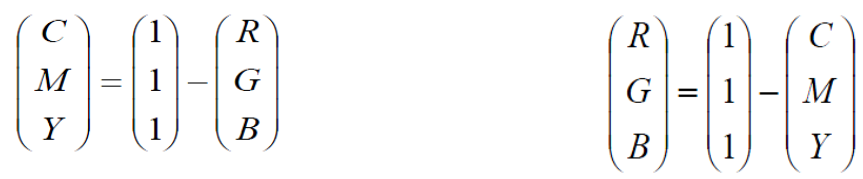 C 1 R R 1 C
M = 1 − G G = 1 − M
Y 1 B B 1 Y